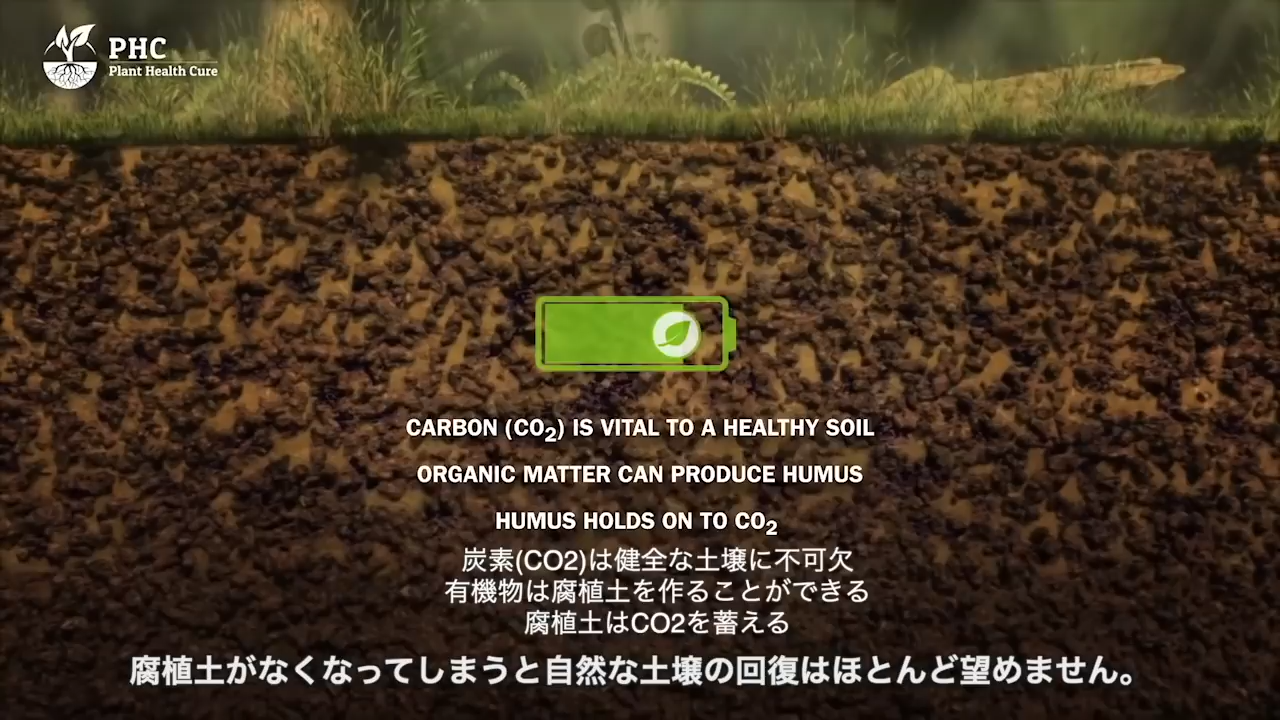 PHC
Plant Health Cure
CARBON (CO₂) IS VITAL TO A HEALTHY SOIL
ORGANIC MATTER CAN PRODUCE HUMUS
HUMUS HOLDS ON TO CO₂
炭素(CO2)は健全な土壌に不可欠
有機物は腐植土を作ることができる
腐植土はCO2を蓄える
腐植土がなくなってしまうと自然な土壌の回復はほとんど望めません。